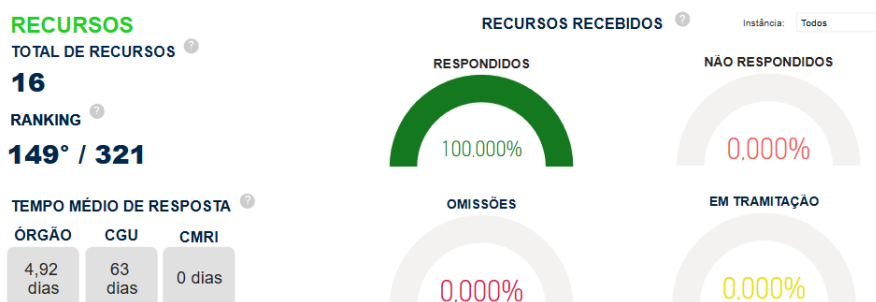 RECURSOS
TOTAL DE RECURSOS ?
16
RANKING ?
149° / 321
TEMPO MÉDIO DE RESPOSTA ?
ÓRGÃO CGU CMRI
4,92 dias
63 dias
0 dias
RECURSOS RECEBIDOS ?
Instância: Todos
RESPONDIDOS
100,000%
NÃO RESPONDIDOS
0,000%
OMISSÕES
0,000%
EM TRAMITAÇÃO
0,000%